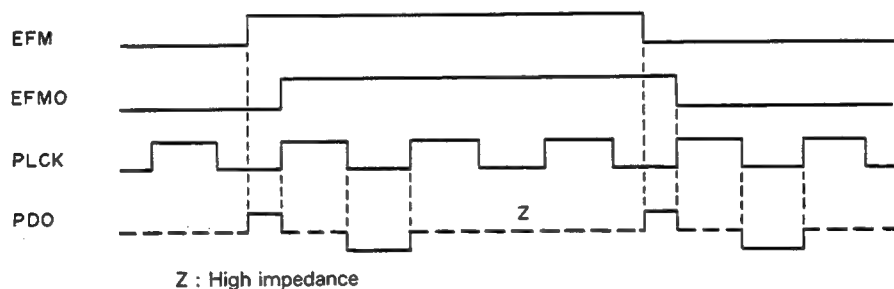 EFM
EFMO
PLCK
PDO
Z
Z : High impedance